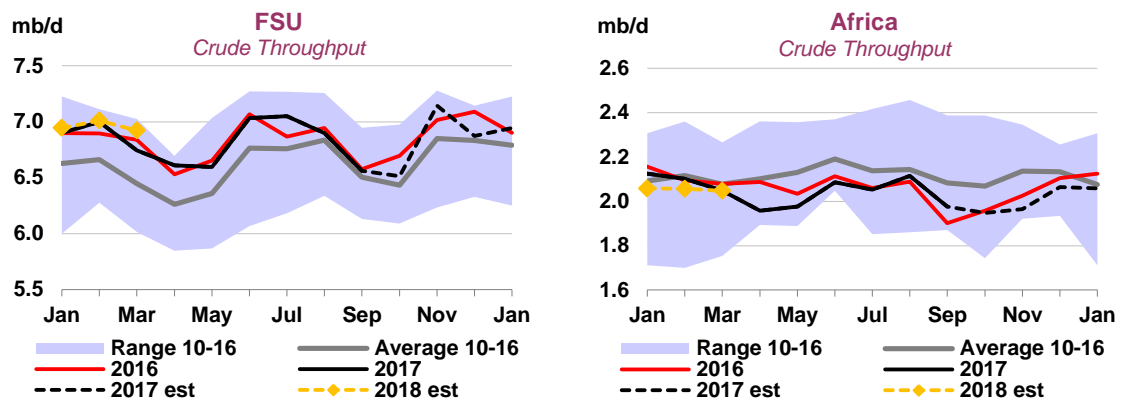 mb/d
FSU
Crude Throughput
7.5
7.0
6.5
6.0
5.5
Jan Mar May Jul Sep Nov Jan
Range 10-16 Average 10-16
2016 2017
2017 est 2018 est
mb/d
Africa
Crude Throughput
2.6
2.4
2.2
2.0
1.8
1.6
Jan Mar May Jul Sep Nov Jan
Range 10-16 Average 10-16
2016 2017
2017 est 2018 est